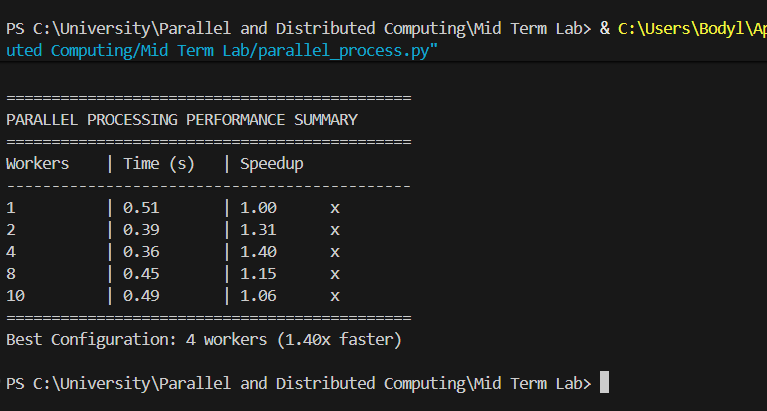 PS C:\University\Parallel and Distributed Computing\Mid Term Lab> & C:\Users\Bodyl\Ap
uted Computing/Mid Term Lab/parallel_process.py"
=============================================
PARALLEL PROCESSING PERFORMANCE SUMMARY
=============================================
Workers    | Time (s)   | Speedup
---------------------------------------------
1          | 0.51       | 1.00      x
2          | 0.39       | 1.31      x
4          | 0.36       | 1.40      x
8          | 0.45       | 1.15      x
10         | 0.49       | 1.06      x
=============================================
Best Configuration: 4 workers (1.40x faster)
PS C:\University\Parallel and Distributed Computing\Mid Term Lab>